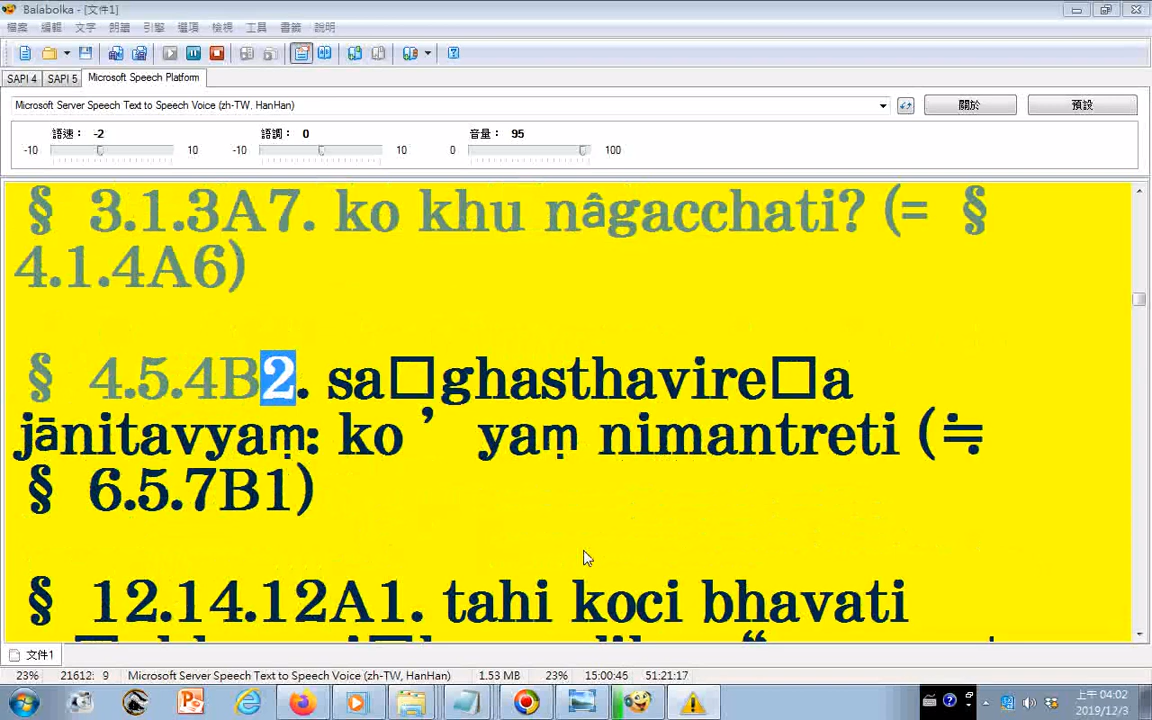 Balabolka - [文件1]
檔案 編輯 文字 朗讀 引擎 選項 檢視 工具 書籤 說明
SAPI 4 SAPI 5 Microsoft Speech Platform
Microsoft Server Speech Text to Speech Voice (zh-TW, HanHan) 關於 預設
語速： -2 語調： 0 音量： 95
-10 10 -10 10 0 100
§ 3.1.3A7. ko khu nâgacchati? (= §
4.1.4A6)
§ 4.5.4B2. sa□ghasthavire□a
jānitavyaṃ: ko’ yaṃ nimantreti (≒
§ 6.5.7B1)
§ 12.14.12A1. tahi koci bhavati
文件1
23% 21612: 9 Microsoft Server Speech Text to Speech Voice (zh-TW, HanHan) 1.53 MB 23% 15:00:45 51:21:17
上午 04:02
2019/12/3